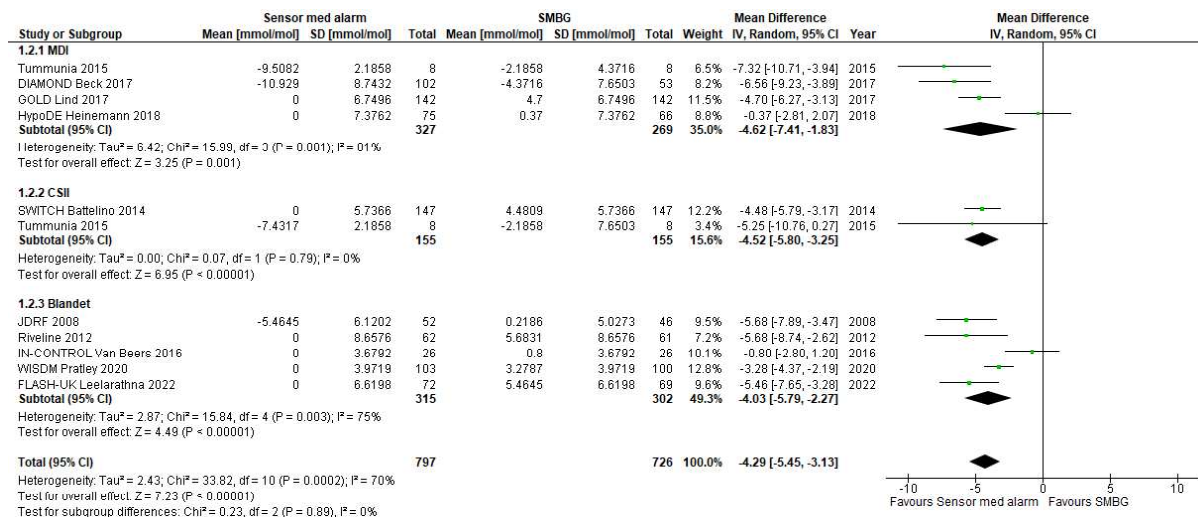 Sensor med alarm SMBG Mean Difference Mean Difference
Study or Subgroup Mean [mmol/mol] SD [mmol/mol] Total Mean [mmol/mol] SD [mmol/mol] Total Weight IV, Random, 95% CI Year IV, Random, 95% CI
1.2.1 MDI
Tummunia 2015 -9.5082 2.1858 8 -2.1858 4.3716 8 6.5% -7.32 [-10.71, -3.94] 2015
DIAMOND Beck 2017 -10.929 8.7432 102 -4.3716 7.6503 53 8.2% -6.56 [-9.23, -3.89] 2017
GOLD Lind 2017 0 6.7496 142 4.7 6.7496 142 11.5% -4.70 [-6.27, -3.13] 2017
HypoDE Heinemann 2018 0 7.3762 75 0.37 7.3762 66 8.8% -0.37 [-2.81, 2.07] 2018
Subtotal (95% CI) 327 269 35.0% -4.62 [-7.41, -1.83]
Heterogeneity: Tau² = 6.42; Chi² = 15.99, df = 3 (P = 0.001); I² = 81%
Test for overall effect: Z = 3.25 (P = 0.001)
1.2.2 CSII
SWITCH Battelino 2014 0 5.7366 147 4.4809 5.7366 147 12.2% -4.48 [-5.79, -3.17] 2014
Tummunia 2015 -7.4317 2.1858 8 -2.1858 7.6503 8 3.4% -5.25 [-10.76, 0.27] 2015
Subtotal (95% CI) 155 155 15.6% -4.52 [-5.80, -3.25]
Heterogeneity: Tau² = 0.00; Chi² = 0.07, df = 1 (P = 0.79); I² = 0%
Test for overall effect: Z = 6.95 (P < 0.00001)
1.2.3 Blandet
JDRF 2008 -5.4645 6.1202 52 0.2186 5.0273 46 9.5% -5.68 [-7.89, -3.47] 2008
Riveline 2012 0 8.6576 62 5.6831 8.6576 61 7.2% -5.68 [-8.74, -2.62] 2012
IN-CONTROL Van Beers 2016 0 3.6792 26 0.8 3.6792 26 10.1% -0.80 [-2.80, 1.20] 2016
WISDM Pratley 2020 0 3.9719 103 3.2787 3.9719 100 12.8% -3.28 [-4.37, -2.19] 2020
FLASH-UK Leelarathna 2022 0 6.6198 72 5.4645 6.6198 69 9.6% -5.46 [-7.65, -3.28] 2022
Subtotal (95% CI) 315 302 49.3% -4.03 [-5.79, -2.27]
Heterogeneity: Tau² = 2.87; Chi² = 15.84, df = 4 (P = 0.003); I² = 75%
Test for overall effect: Z = 4.49 (P < 0.00001)
Total (95% CI) 797 726 100.0% -4.29 [-5.45, -3.13]
Heterogeneity: Tau² = 2.43; Chi² = 33.82, df = 10 (P = 0.0002); I² = 70%
Test for overall effect: Z = 7.23 (P < 0.00001)
Test for subgroup differences: Chi² = 0.23, df = 2 (P = 0.89), I² = 0%
-10 -5 0 5 10
Favours Sensor med alarm Favours SMBG